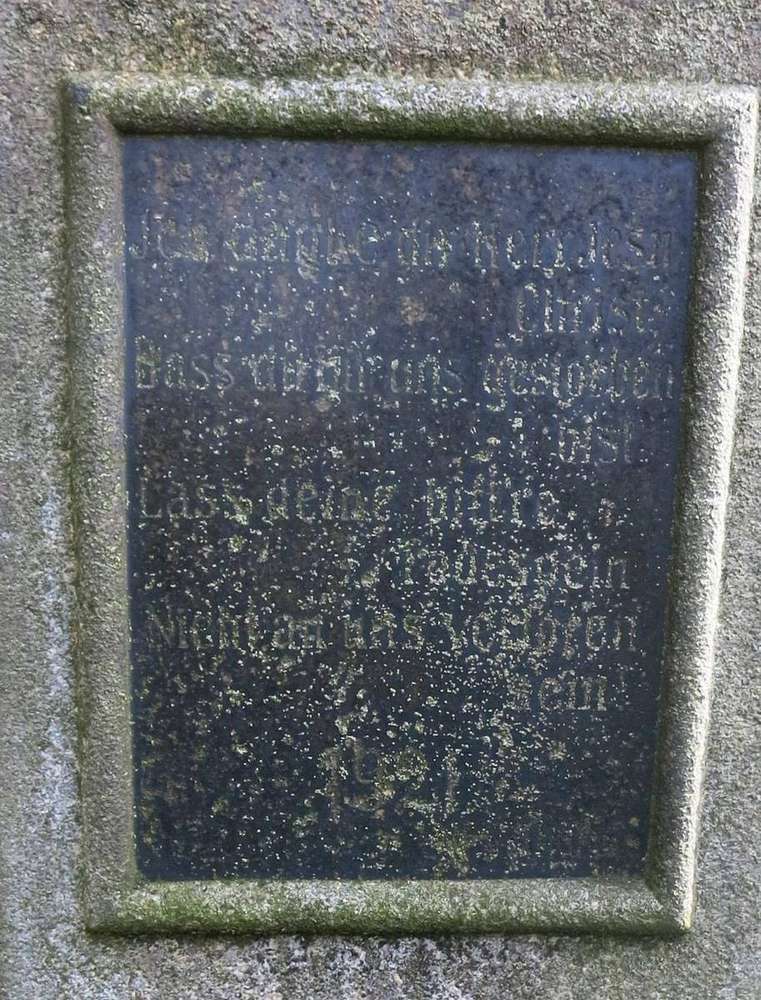 Ich danke dir Herr Jesu
Christ
Dass du für uns gestorben
bist.
Lass deine bittre
Todespein
Nicht an uns verloren
sein!
1921